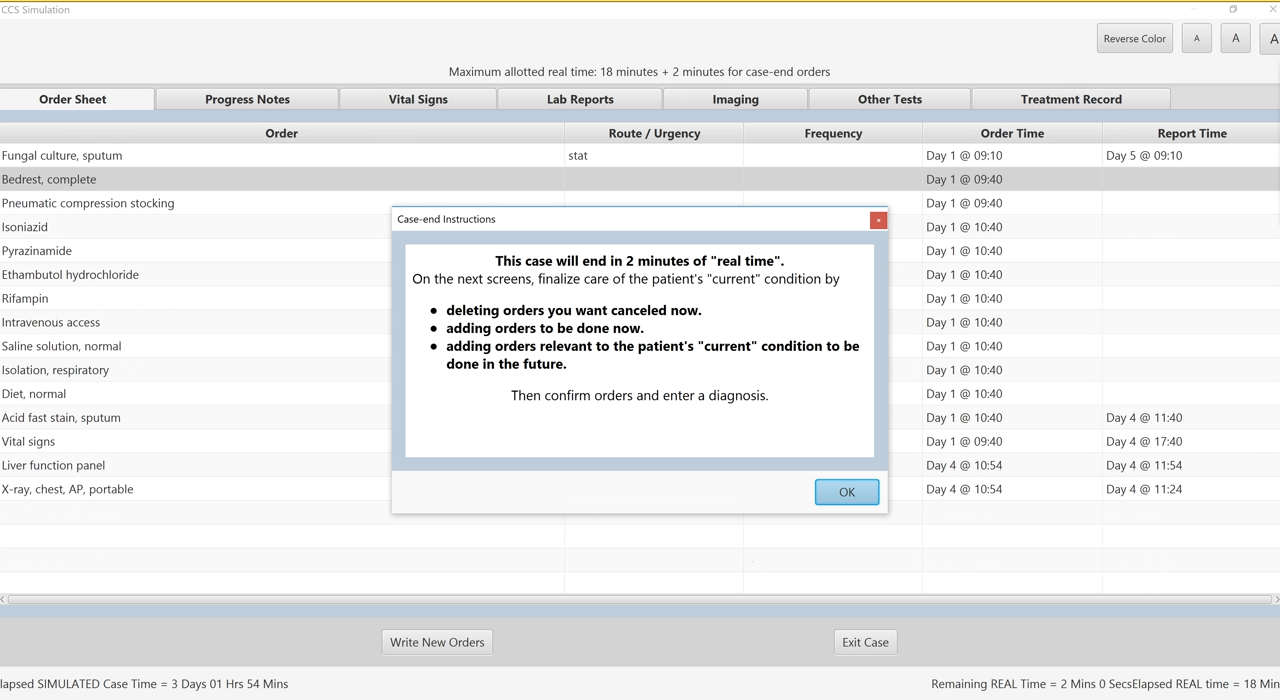 CCS Simulation
Reverse Color A A A
Maximum allotted real time: 18 minutes + 2 minutes for case-end orders
Order Sheet Progress Notes Vital Signs Lab Reports Imaging Other Tests Treatment Record
Order Route / Urgency Frequency Order Time Report Time
Fungal culture, sputum stat Day 1 @ 09:10 Day 5 @ 09:10
Bedrest, complete Day 1 @ 09:40
Pneumatic compression stocking Day 1 @ 09:40
Isoniazid Day 1 @ 10:40
Pyrazinamide Day 1 @ 10:40
Ethambutol hydrochloride Day 1 @ 10:40
Rifampin Day 1 @ 10:40
Intravenous access Day 1 @ 10:40
Saline solution, normal Day 1 @ 10:40
Isolation, respiratory Day 1 @ 10:40
Diet, normal Day 1 @ 10:40
Acid fast stain, sputum Day 1 @ 10:40 Day 4 @ 11:40
Vital signs Day 1 @ 09:40 Day 4 @ 17:40
Liver function panel Day 4 @ 10:54 Day 4 @ 11:54
X-ray, chest, AP, portable Day 4 @ 10:54 Day 4 @ 11:24
Case-end Instructions
This case will end in 2 minutes of "real time".
On the next screens, finalize care of the patient's "current" condition by
• deleting orders you want canceled now.
• adding orders to be done now.
• adding orders relevant to the patient's "current" condition to be
done in the future.
Then confirm orders and enter a diagnosis.
OK
Write New Orders Exit Case
lapsed SIMULATED Case Time = 3 Days 01 Hrs 54 Mins Remaining REAL Time = 2 Mins 0 SecsElapsed REAL time = 18 Min